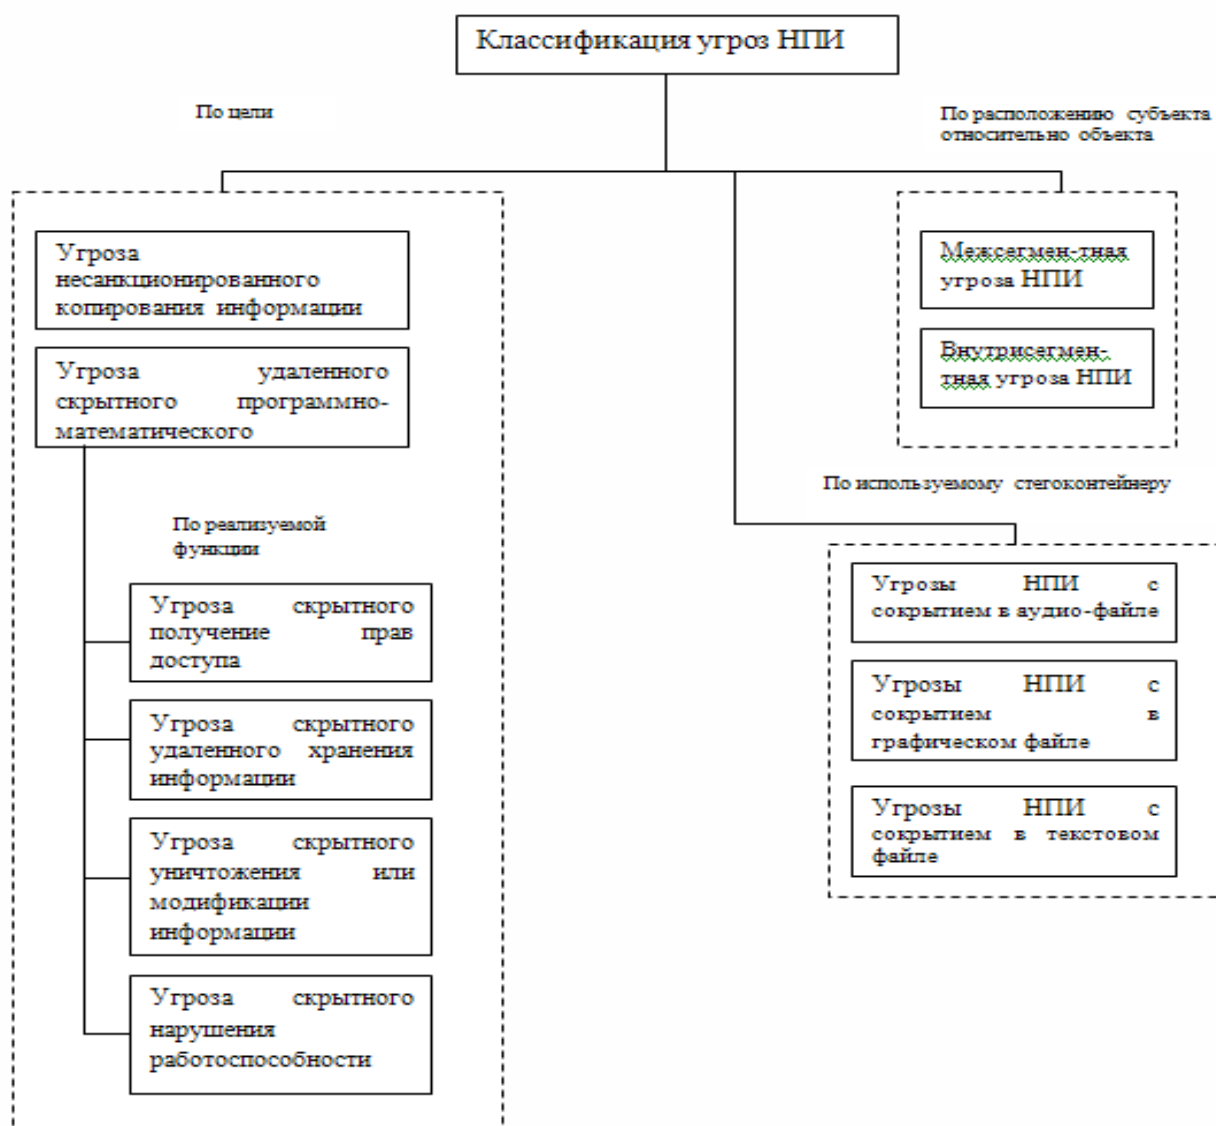 Классификация угроз НПИ
По цели
По расположению субъекта
относительно объекта
Угроза
несанкционированного
копирования информации
Угроза удаленного
скрытного программно-
математического
По реализуемой
функции
Угроза скрытного
получение прав
доступа
Угроза скрытного
удаленного хранения
информации
Угроза скрытного
уничтожения или
модификации
информации
Угроза скрытного
нарушения
работоспособности
Межсегмен-тная
угроза НПИ
Внутрисегмен-
тная угроза НПИ
По используемому стегоконтейнеру
Угрозы НПИ с
сокрытием в аудио-файле
Угрозы НПИ с
сокрытием в
графическом файле
Угрозы НПИ с
сокрытием в текстовом
файле